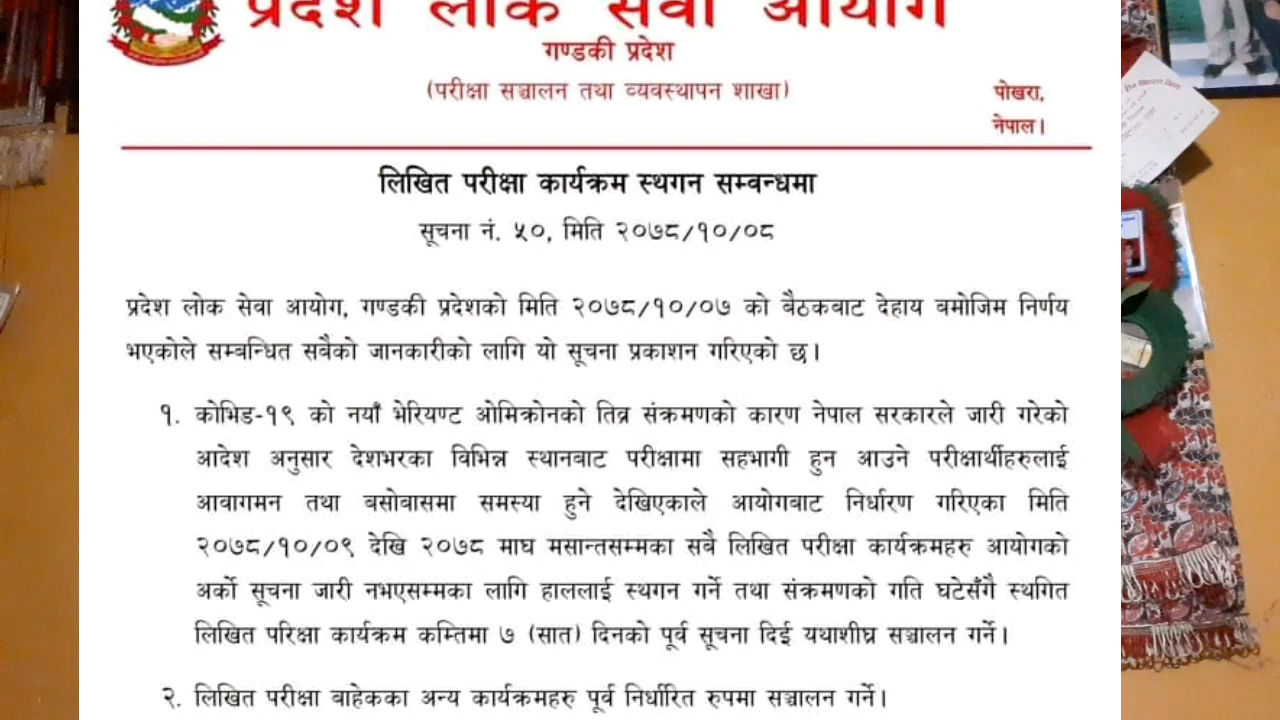 प्रदेश लोक सेवा आयोग
गण्डकी प्रदेश
(परीक्षा सञ्चालन तथा व्यवस्थापन शाखा)
पोखरा,
नेपाल।
लिखित परीक्षा कार्यक्रम स्थगन सम्वन्धमा
सूचना नं. ५०, मिति २०७८/१०/०८
प्रदेश लोक सेवा आयोग, गण्डकी प्रदेशको मिति २०७८/१०/०७ को बैठकबाट देहाय बमोजिम निर्णय
भएकोले सम्बन्धित सबैको जानकारीको लागि यो सूचना प्रकाशन गरिएको छ।
१. कोभिड-१९ को नयाँ भेरियण्ट ओमिक्रोनको तिव्र संक्रमणको कारण नेपाल सरकारले जारी गरेको
आदेश अनुसार देशभरका विभिन्न स्थानबाट परीक्षामा सहभागी हुन आउने परीक्षार्थीहरुलाई
आवागमन तथा बसोबासमा समस्या हुने देखिएकाले आयोगबाट निर्धारण गरिएका मिति
२०७८/१०/०९ देखि २०७८ माघ मसान्तसम्मका सबै लिखित परीक्षा कार्यक्रमहरु आयोगको
अर्को सूचना जारी नभएसम्मका लागि हाललाई स्थगन गर्ने तथा संक्रमणको गति घटेसँगै स्थगित
लिखित परिक्षा कार्यक्रम कम्तिमा ७ (सात) दिनको पूर्व सूचना दिई यथाशीघ्र सञ्चालन गर्ने।
२. लिखित परीक्षा बाहेकका अन्य कार्यक्रमहरु पूर्व निर्धारित रुपमा सञ्चालन गर्ने।